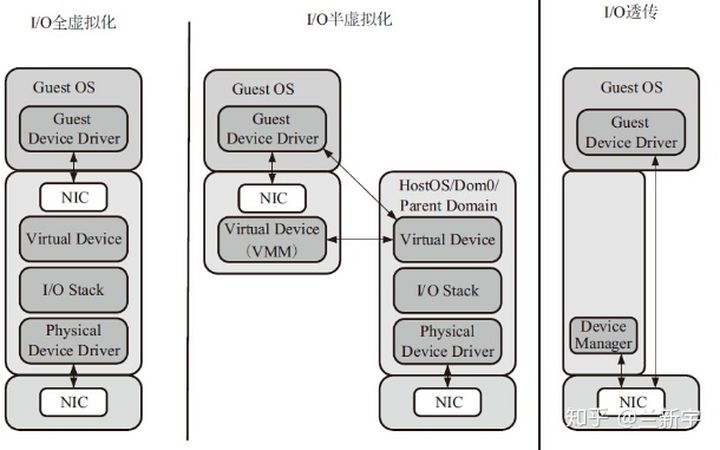 I/O全虚拟化
Guest OS
Guest
Device Driver
NIC
Virtual Device
I/O Stack
Physical
Device Driver
NIC
I/O半虚拟化
Guest OS
Guest
Device Driver
NIC
Virtual Device
（VMM）
HostOS/Dom0/
Parent Domain
Virtual Device
I/O Stack
Physical
Device Driver
NIC
I/O透传
Guest OS
Guest
Device Driver
Device
Manager
NIC
知乎 @兰新宇